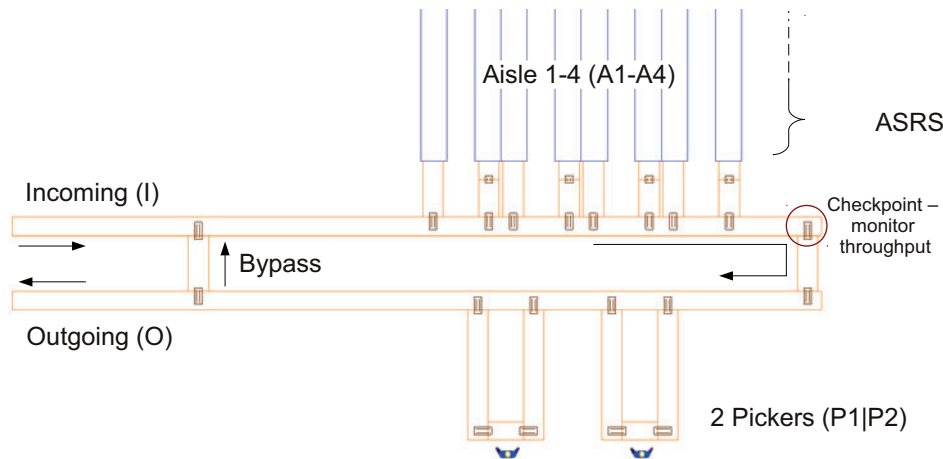 Aisle 1-4 (A1-A4)
ASRS
Incoming (I)
Checkpoint –
monitor
throughput
Bypass
Outgoing (O)
2 Pickers (P1|P2)